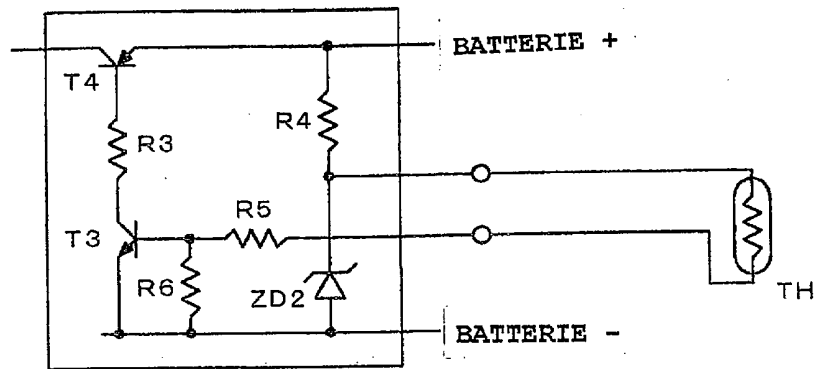 BATTERIE +
T4
R4
R3
R5
T3
R6
ZD2
TH
BATTERIE -